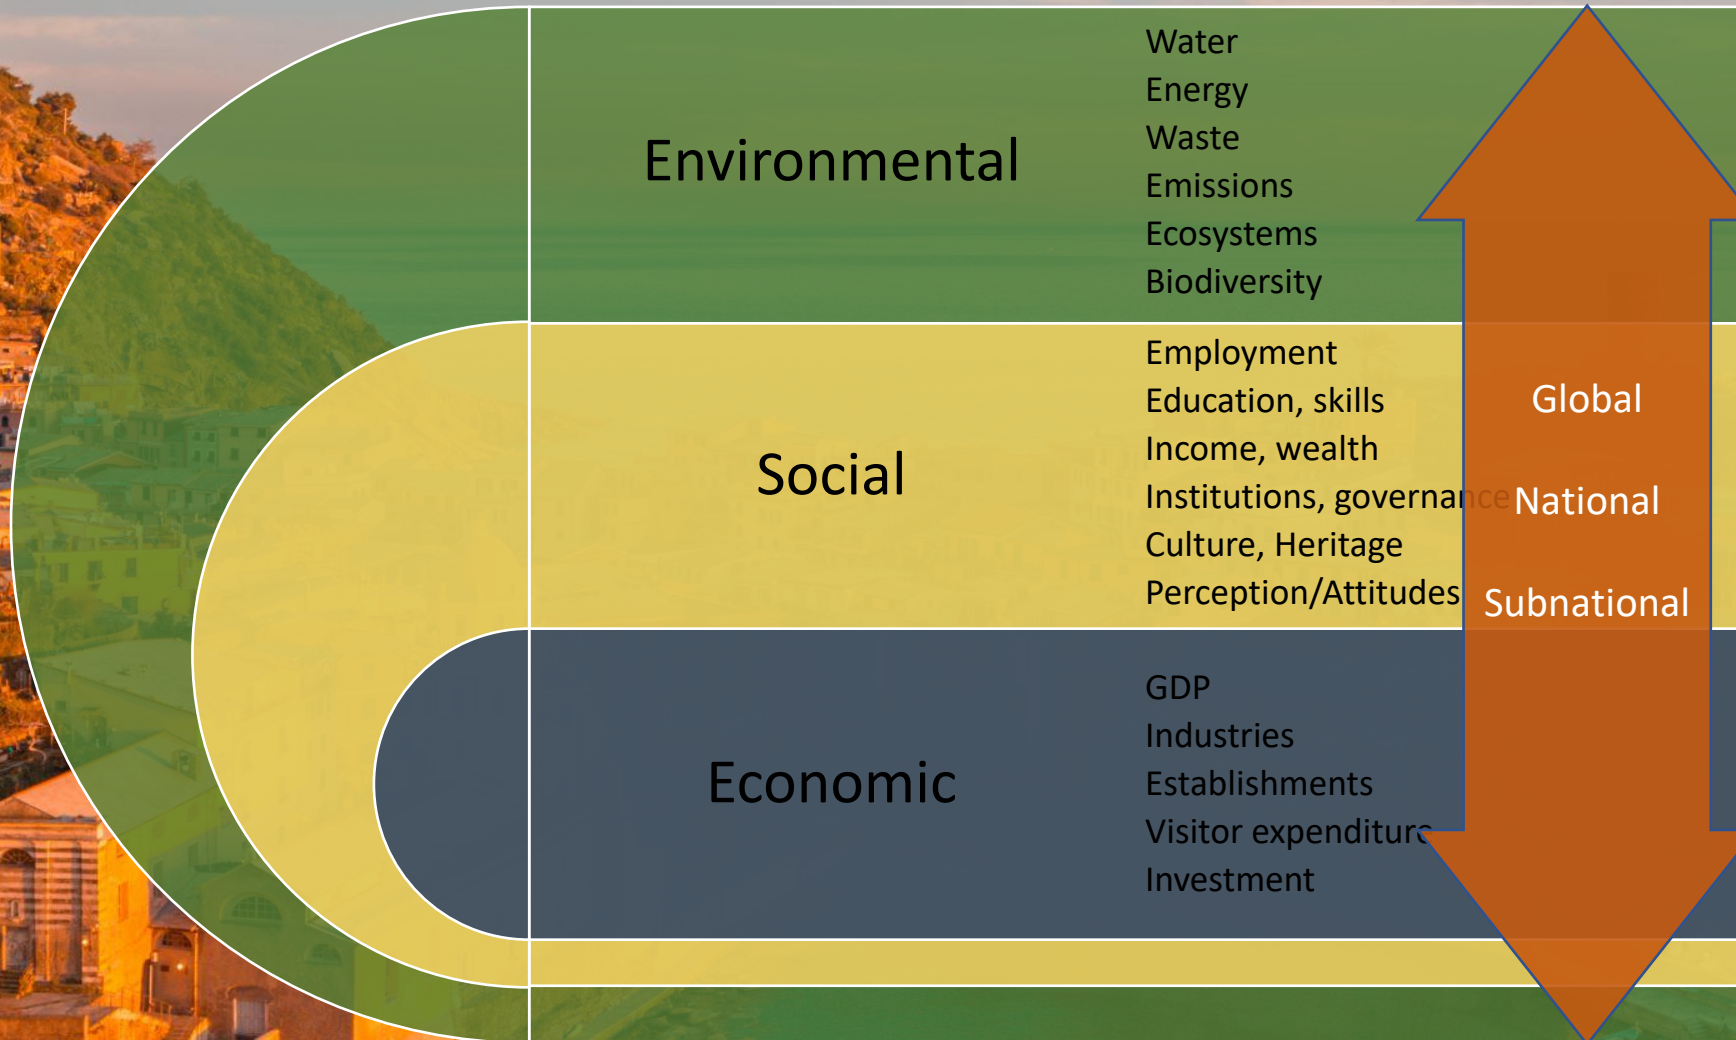 Environmental
Water
Energy
Waste
Emissions
Ecosystems
Biodiversity
Social
Employment
Education, skills
Income, wealth
Institutions, governance
Culture, Heritage
Perception/Attitudes
Economic
GDP
Industries
Establishments
Visitor expenditure
Investment
Global
National
Subnational